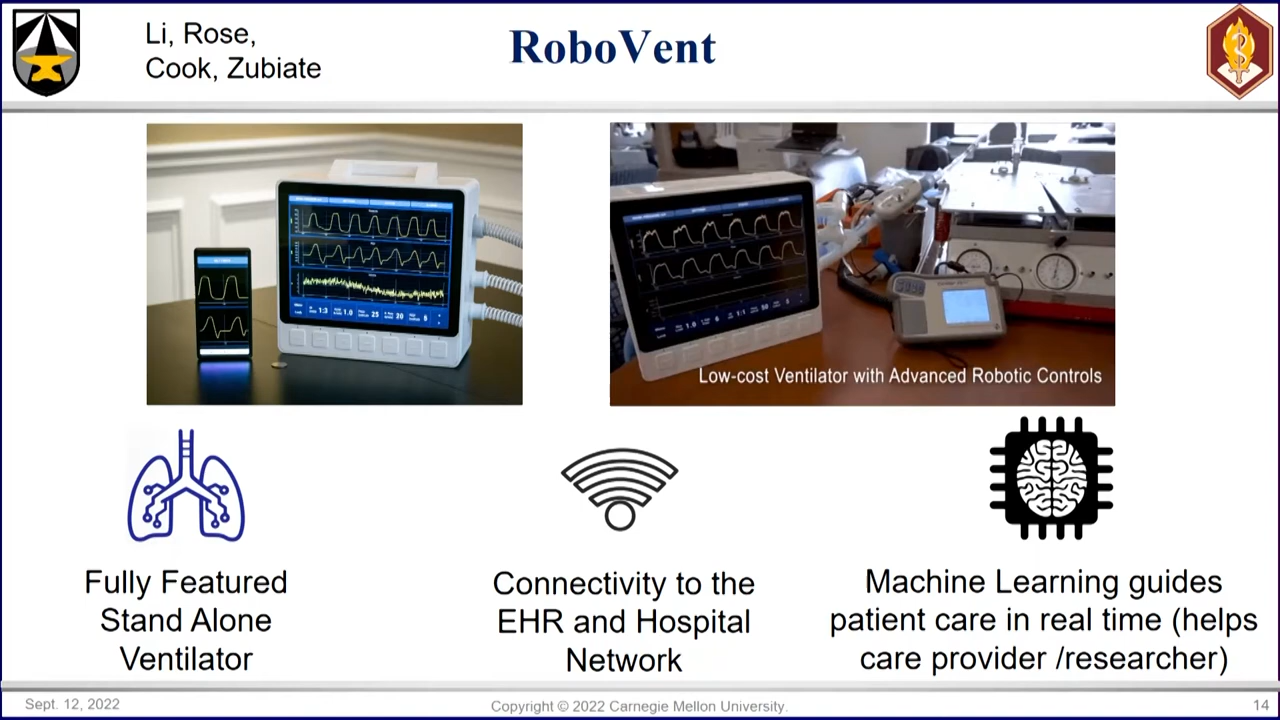 Li, Rose,
Cook, Zubiate
RoboVent
Low-cost Ventilator with Advanced Robotic Controls
Fully Featured
Stand Alone
Ventilator
Connectivity to the
EHR and Hospital
Network
Machine Learning guides
patient care in real time (helps
care provider /researcher)
Sept. 12, 2022
Copyright © 2022 Carnegie Mellon University.
14